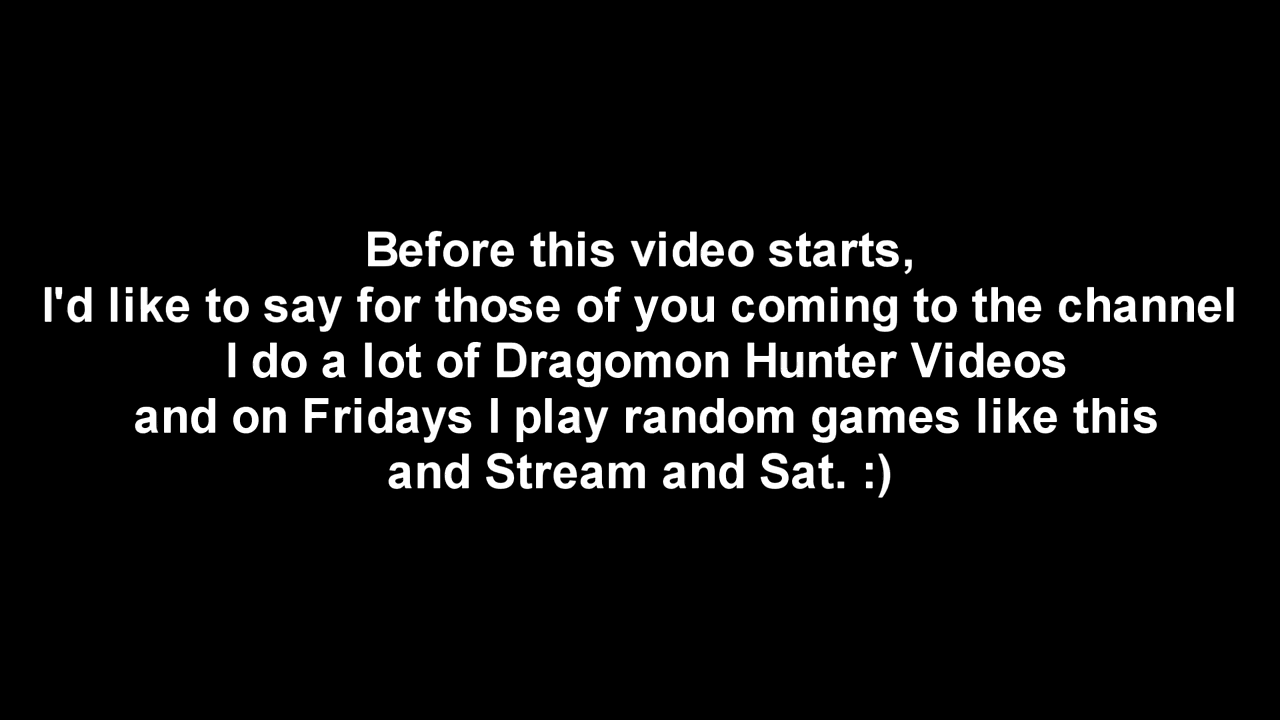 Before this video starts,
I'd like to say for those of you coming to the channel
I do a lot of Dragomon Hunter Videos
and on Fridays I play random games like this
and Stream and Sat. :)